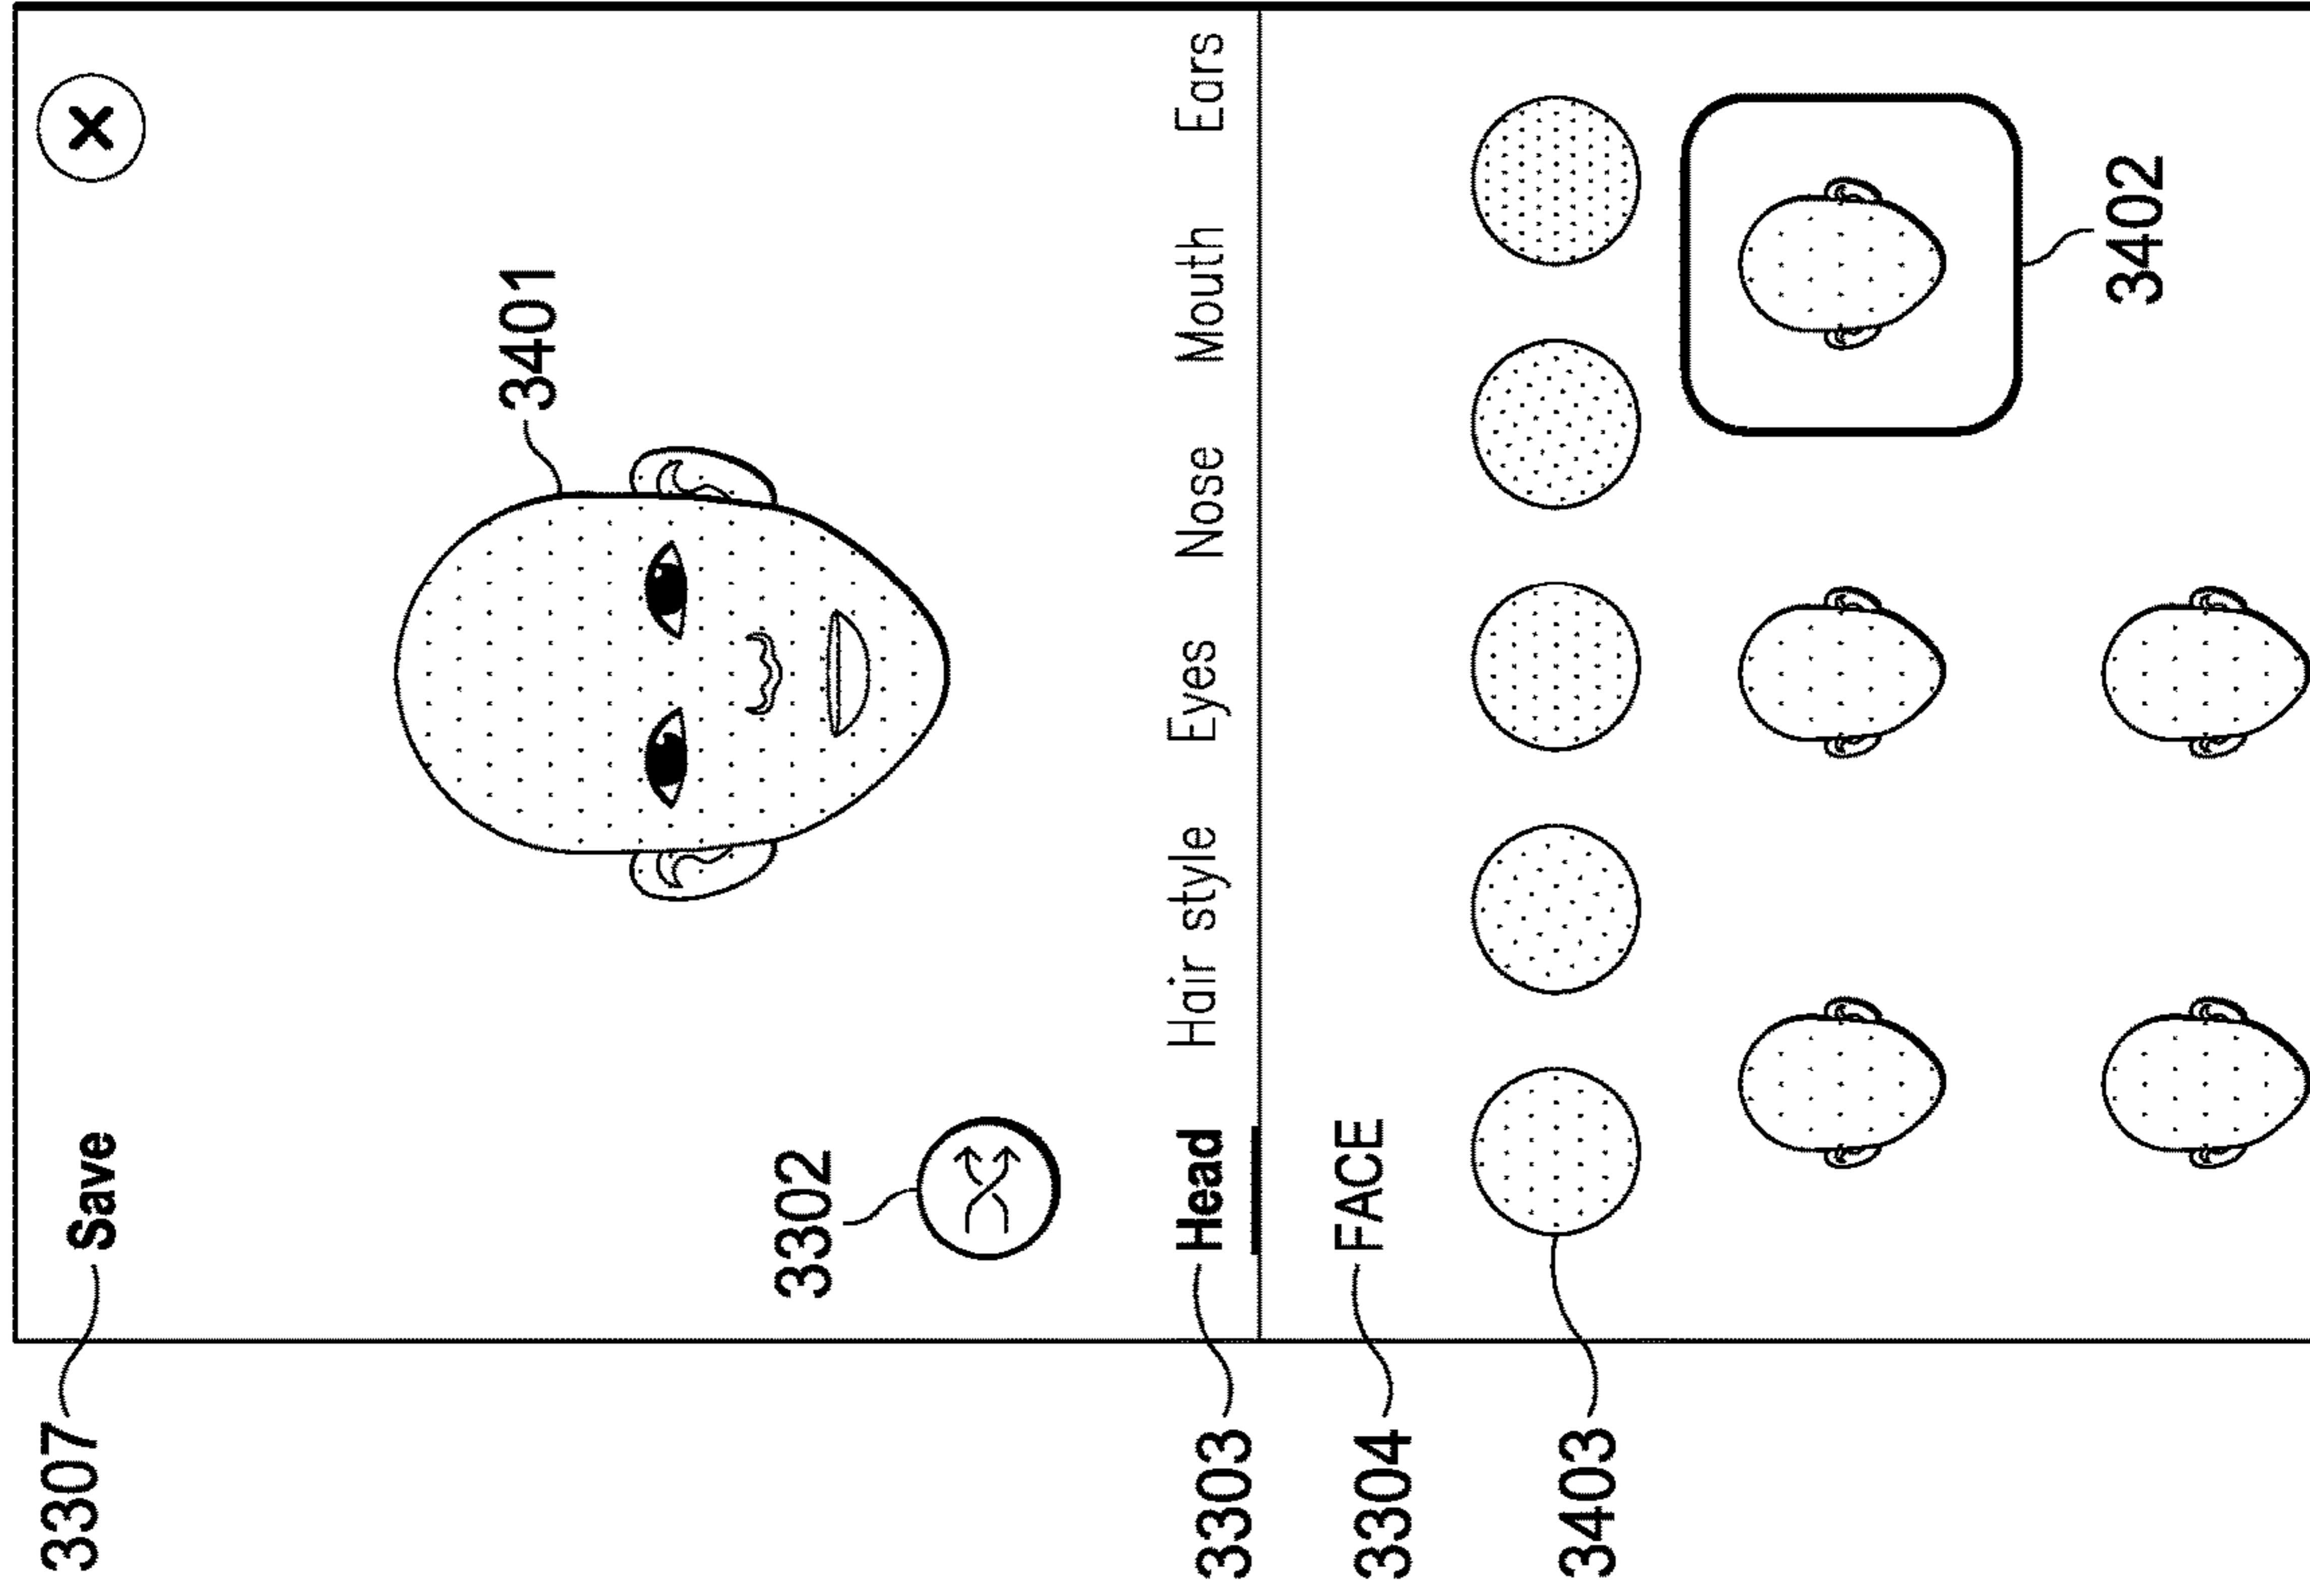 3307 Save
3401
3302
3303 Head Hair style Eyes Nose Mouth Ears
3304 FACE
3403
3402